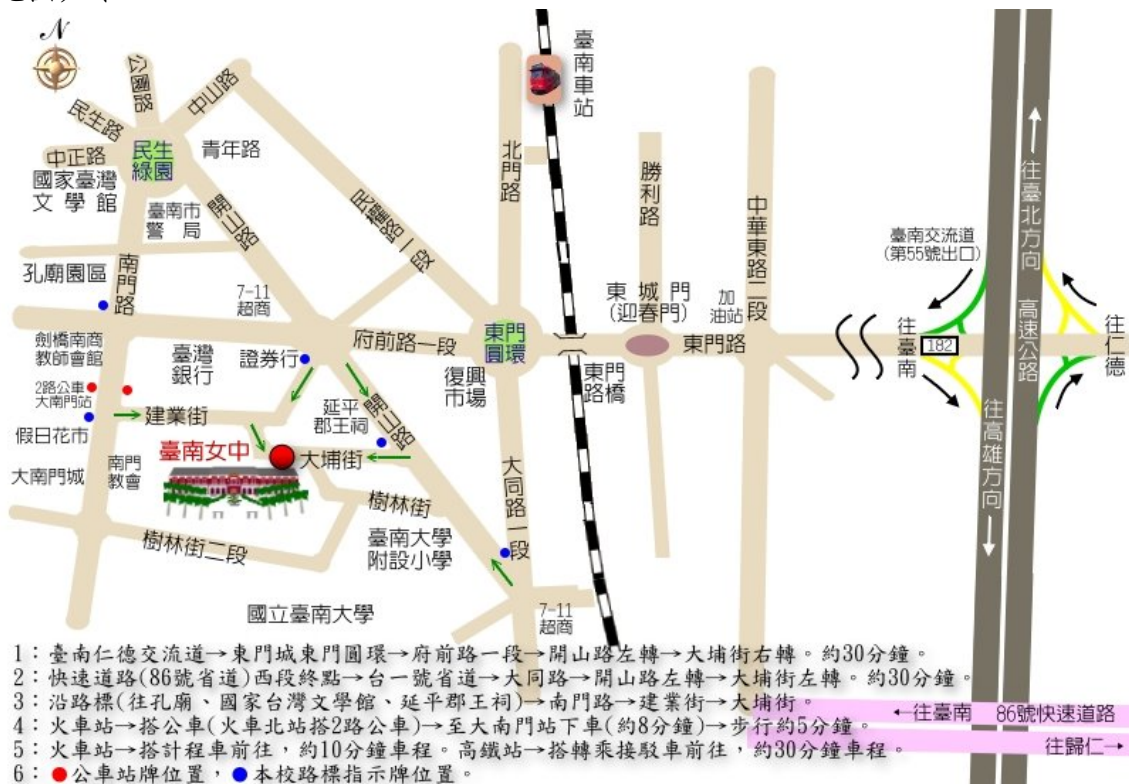 N
臺南車站
公園路
中山路
民生路
民生
綠園
青年路
中正路
國家臺灣
文學館
臺南市
警局
開山路
民權路一段
北門路
勝利路
中華東路二段
往臺北方向
臺南交流道
(第55號出口)
孔廟園區
南門路
7-11
超商
東城門
(迎春門)
加
油站
高速公路
劍橋南商
教師會館
臺灣
銀行
證券行
府前路一段
東門
圓環
復興
市場
東門
路橋
東門路
往臺南
182
往仁德
2路公車
大南門站
建業街
延平
郡王祠
開山路
往高雄方向
假日花市
臺南女中
大埔街
大南門城
南門
教會
樹林街
大同路一段
樹林街二段
臺南大學
附設小學
國立臺南大學
7-11
超商
1：臺南仁德交流道→東門城東門圓環→府前路一段→開山路左轉→大埔街右轉。約30分鐘。
2：快速道路(86號省道)西段終點→台一號省道→大同路→開山路左轉→大埔街左轉。約30分鐘。
3：沿路標(往孔廟、國家台灣文學館、延平郡王祠)→南門路→建業街→大埔街。
←往臺南 86號快速道路
4：火車站→搭公車(火車北站搭2路公車)→至大南門站下車(約8分鐘)→步行約5分鐘。
5：火車站→搭計程車前往，約10分鐘車程。高鐵站→搭轉乘接駁車前往，約30分鐘車程。
往歸仁→
6：●公車站牌位置，●本校路標指示牌位置。